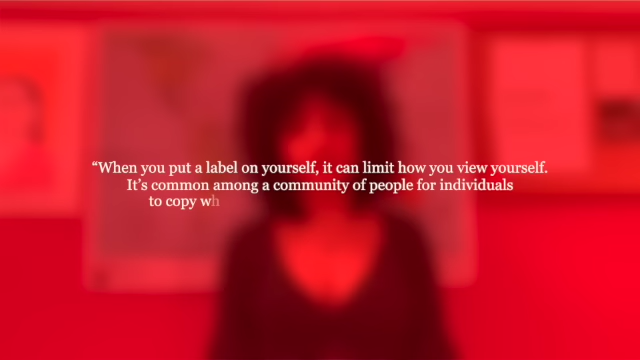 “When you put a label on yourself, it can limit how you view yourself.
It’s common among a community of people for individuals
to copy wh